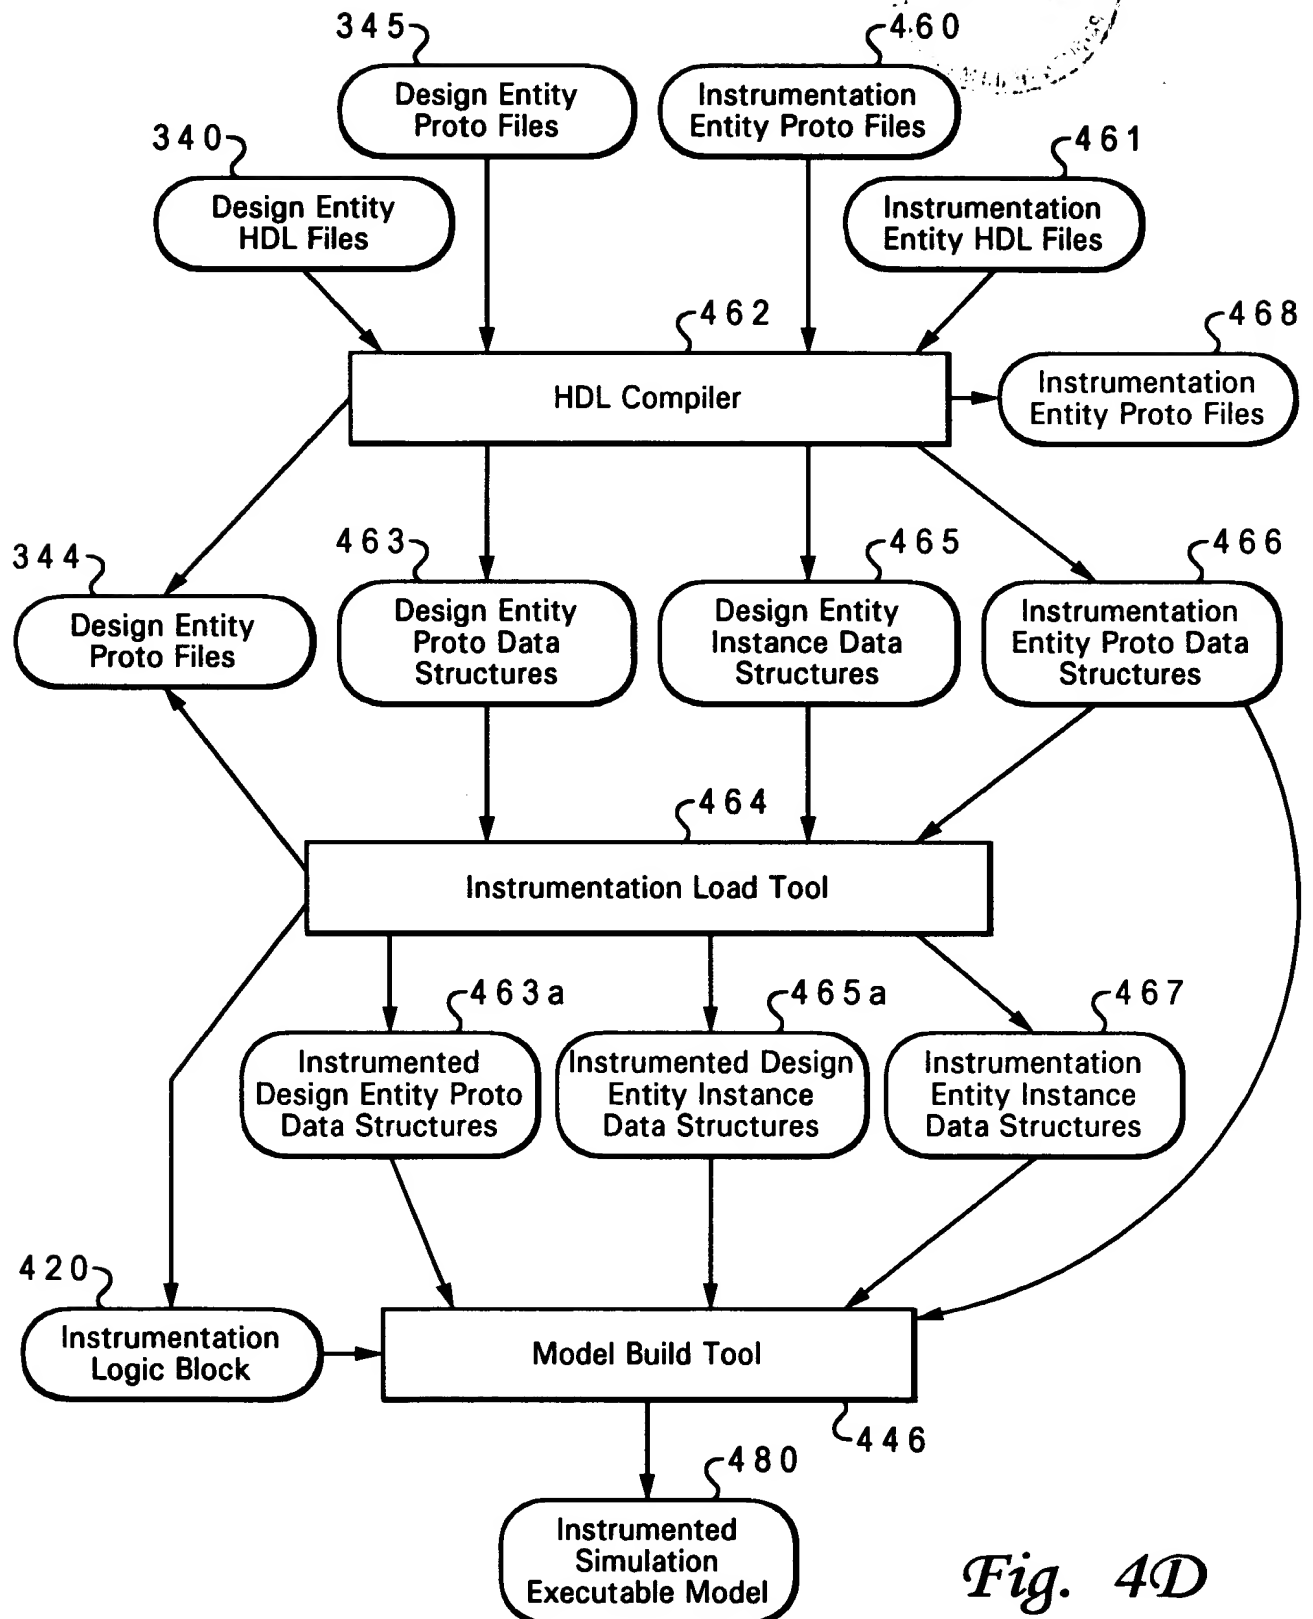 345
460
Design Entity
Proto Files
Instrumentation
Entity Proto Files
340
461
Design Entity
HDL Files
Instrumentation
Entity HDL Files
462
468
HDL Compiler
Instrumentation
Entity Proto Files
344
463
465
466
Design Entity
Proto Files
Design Entity
Proto Data
Structures
Design Entity
Instance Data
Structures
Instrumentation
Entity Proto Data
Structures
464
Instrumentation Load Tool
463a
465a
467
Instrumented
Design Entity Proto
Data Structures
Instrumented Design
Entity Instance
Data Structures
Instrumentation
Entity Instance
Data Structures
420
Instrumentation
Logic Block
Model Build Tool
446
480
Instrumented
Simulation
Executable Model
Fig. 4D